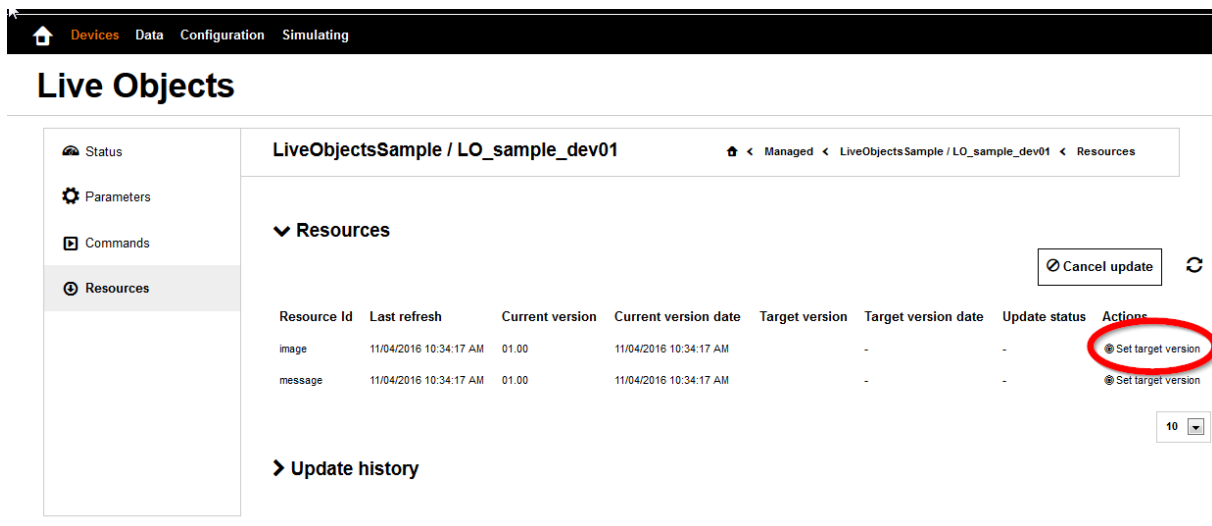 Devices Data Configuration Simulating
Live Objects
Status
Parameters
Commands
Resources
LiveObjectsSample / LO_sample_dev01
Managed LiveObjectsSample / LO_sample_dev01 Resources
Resources
Cancel update
Resource Id Last refresh Current version Current version date Target version Target version date Update status Actions
image 11/04/2016 10:34:17 AM 01.00 11/04/2016 10:34:17 AM - - Set target version
message 11/04/2016 10:34:17 AM 01.00 11/04/2016 10:34:17 AM - - Set target version
10
Update history